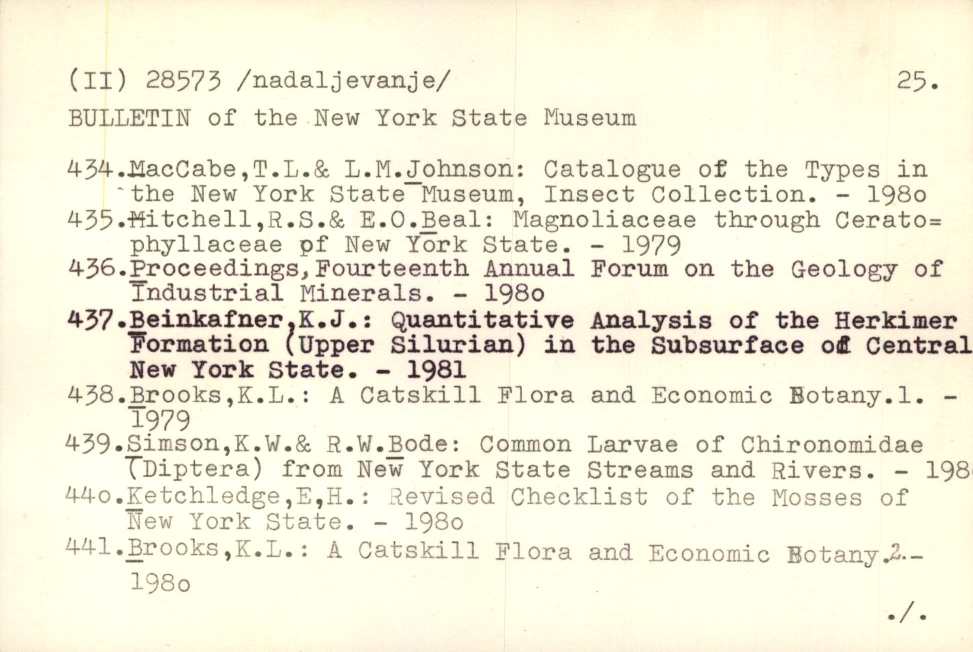 (II) 28573 /nadaljevanje/ 25.
BULLETIN of the New York State Museum
434.MacCabe,T.L.& L.M.Johnson: Catalogue of the Types in
the New York State Museum, Insect Collection. - 198o
435.Mitchell,R.S.& E.O.Beal: Magnoliaceae through Cerato=
phyllaceae pf New York State. - 1979
436.Proceedings,Fourteenth Annual Forum on the Geology of
Industrial Minerals. - 198o
437.Beinkafner,K.J.: Quantitative Analysis of the Herkimer
Formation (Upper Silurian) in the Subsurface of Central
New York State. - 1981
438.Brooks,K.L.: A Catskill Flora and Economic Botany.1. -
1979
439.Simson,K.W.& R.W.Bode: Common Larvae of Chironomidae
(Diptera) from New York State Streams and Rivers. - 198
44o.Ketchledge,E,H.: Revised Checklist of the Mosses of
New York State. - 198o
441.Brooks,K.L.: A Catskill Flora and Economic Botany.2.-
198o
./.